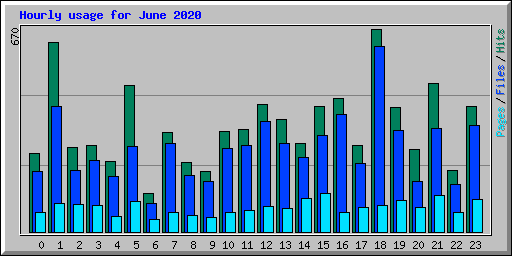 Hourly usage for June 2020
670
Pages/Files/Hits
0 1 2 3 4 5 6 7 8 9 10 11 12 13 14 15 16 17 18 19 20 21 22 23